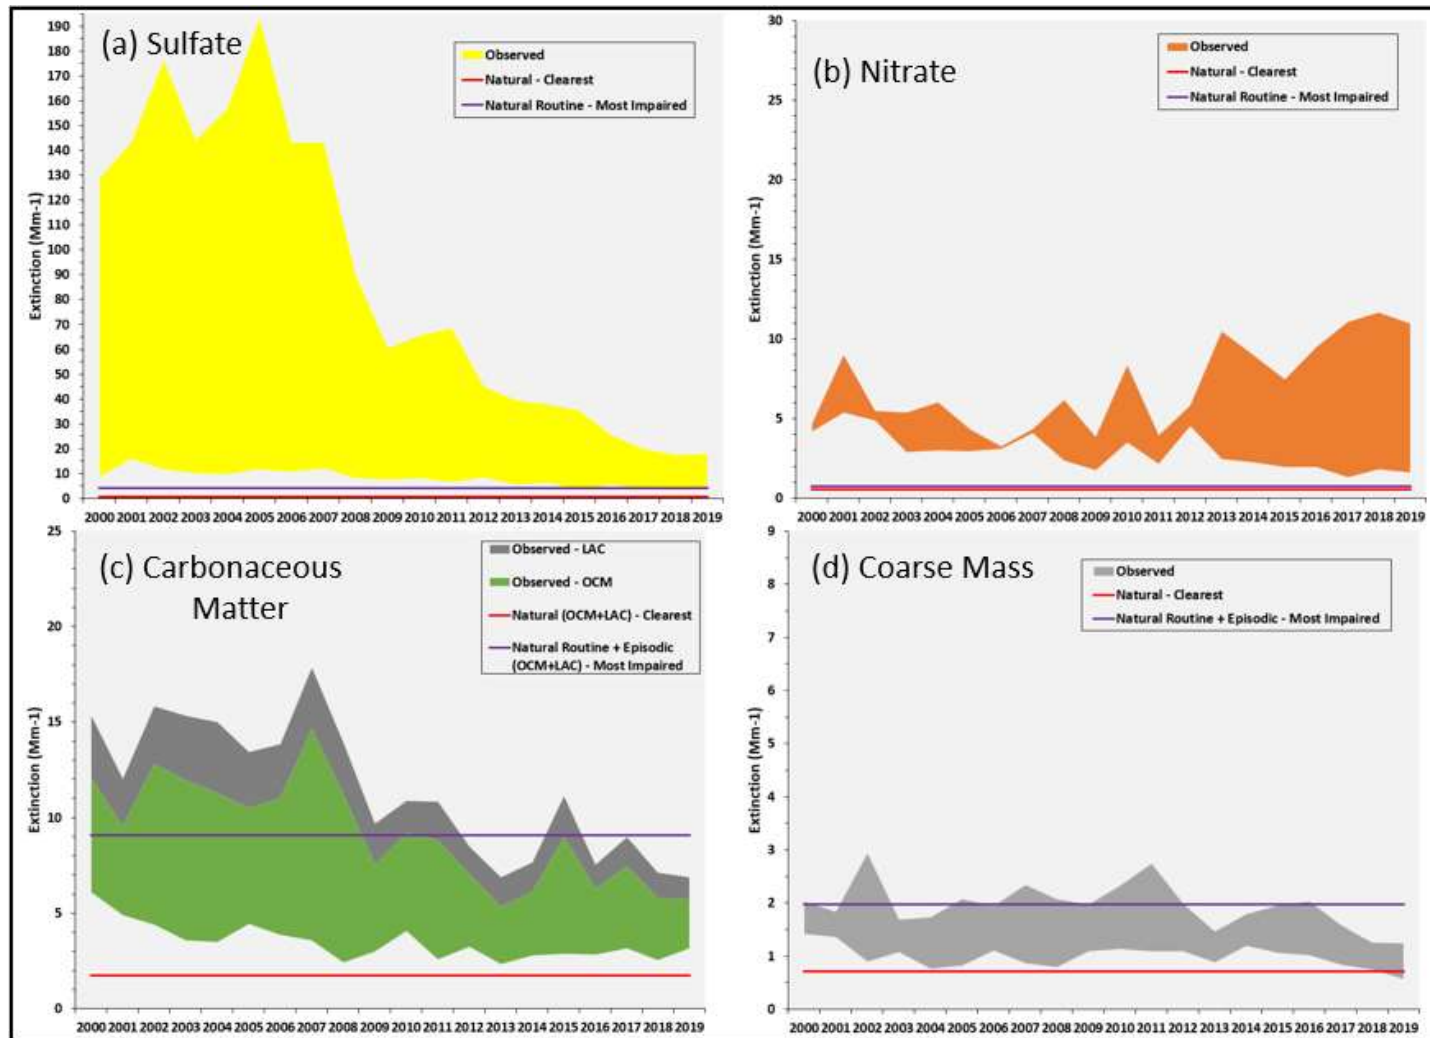 (a) Sulfate
Observed
Natural - Clearest
Natural Routine - Most Impaired
Extinction (Mm-1)
190
180
170
160
150
140
130
120
110
100
90
80
70
60
50
40
30
20
10
0
2000 2001 2002 2003 2004 2005 2006 2007 2008 2009 2010 2011 2012 2013 2014 2015 2016 2017 2018 2019
(b) Nitrate
Observed
Natural - Clearest
Natural Routine - Most Impaired
Extinction (Mm-1)
30
25
20
15
10
5
0
2000 2001 2002 2003 2004 2005 2006 2007 2008 2009 2010 2011 2012 2013 2014 2015 2016 2017 2018 2019
(c) Carbonaceous
Matter
Observed - LAC
Observed - OCM
Natural (OCM+LAC) - Clearest
Natural Routine + Episodic
(OCM+LAC) - Most Impaired
Extinction (Mm-1)
25
20
15
10
5
0
2000 2001 2002 2003 2004 2005 2006 2007 2008 2009 2010 2011 2012 2013 2014 2015 2016 2017 2018 2019
(d) Coarse Mass
Observed
Natural - Clearest
Natural Routine + Episodic - Most Impaired
Extinction (Mm-1)
9
8
7
6
5
4
3
2
1
0
2000 2001 2002 2003 2004 2005 2006 2007 2008 2009 2010 2011 2012 2013 2014 2015 2016 2017 2018 2019